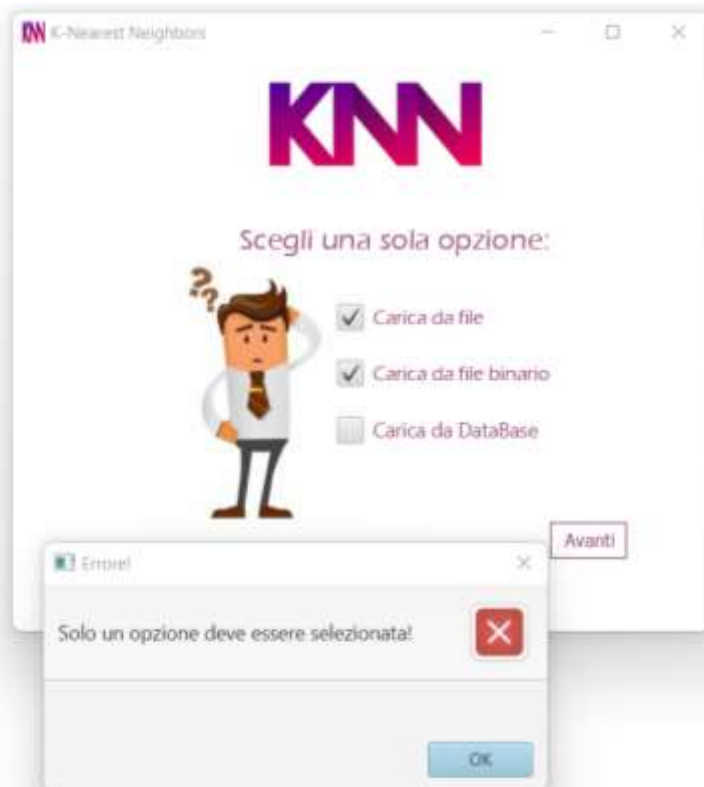 KNN K-Nearest Neighbors
KNN
Scegli una sola opzione:
??
Carica da file
Carica da file binario
Carica da DataBase
Avanti
Errore!
Solo un opzione deve essere selezionata!
OK